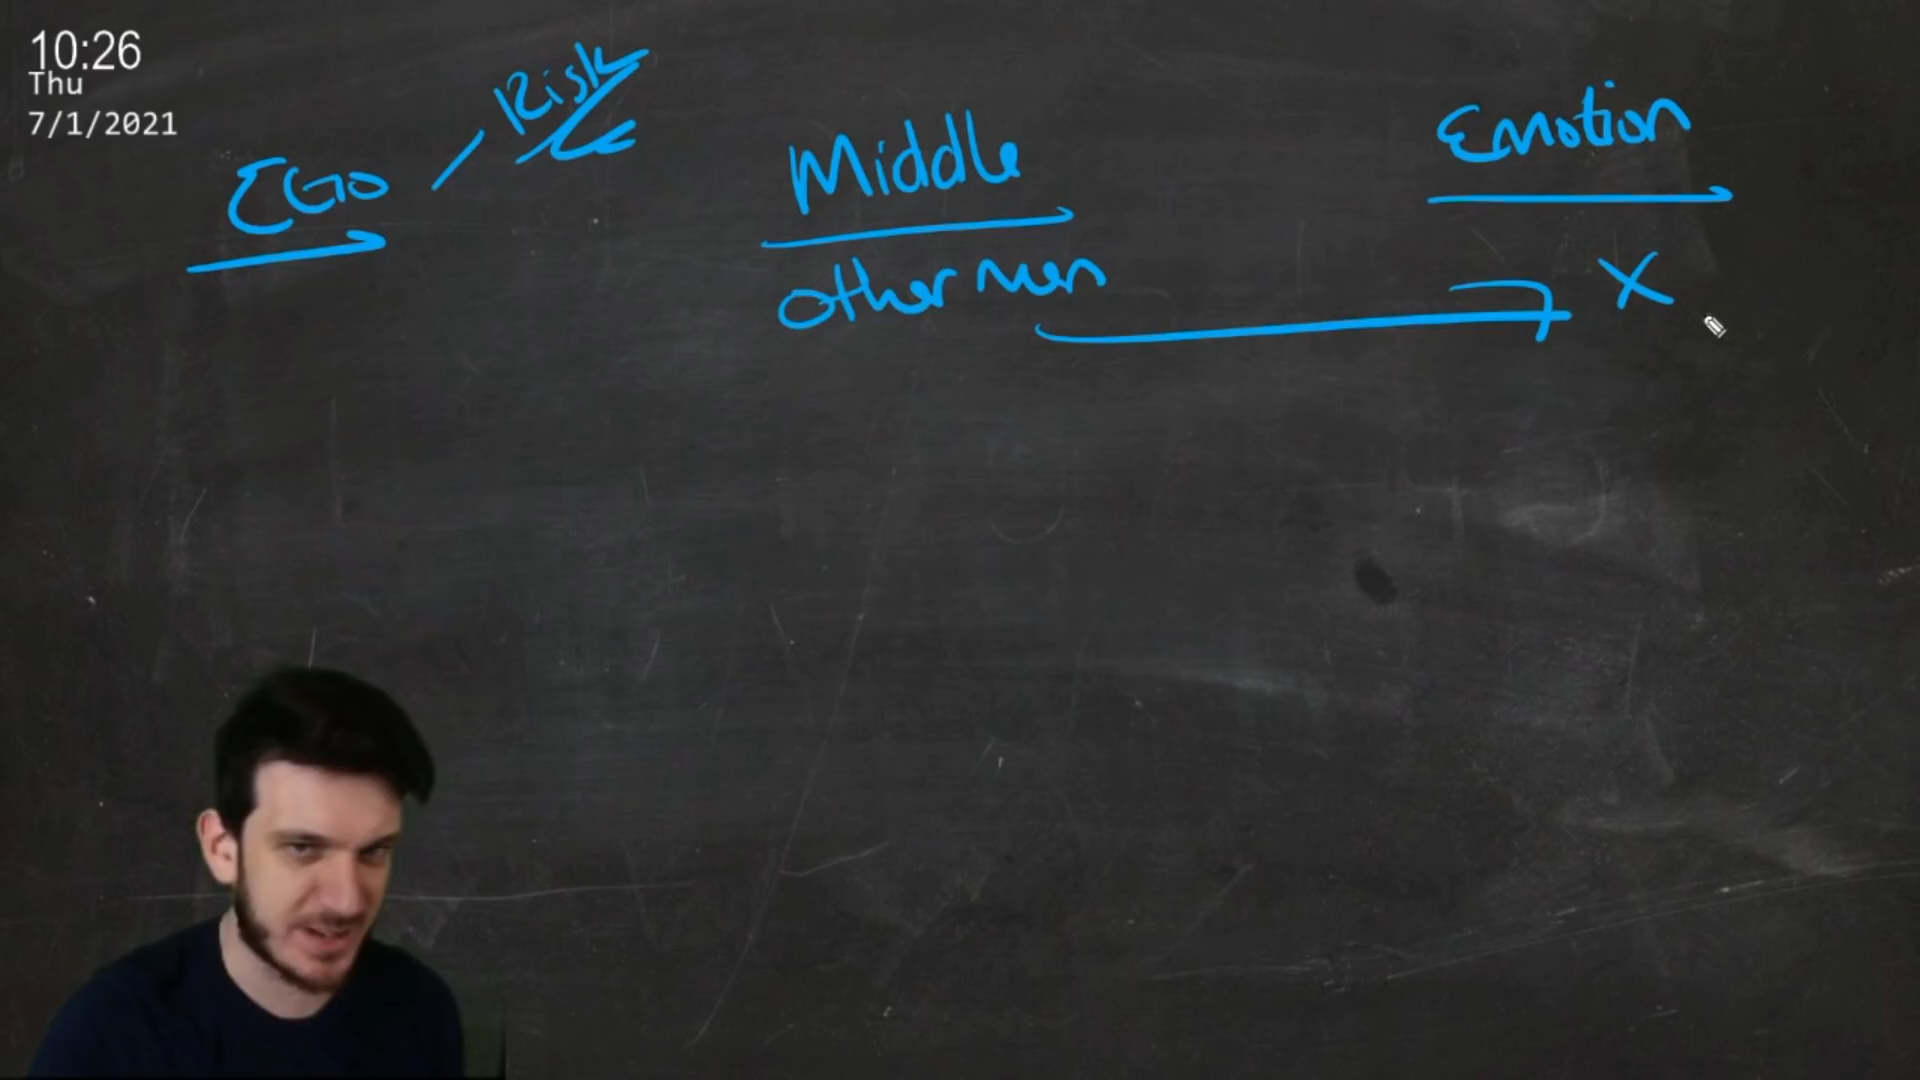 10:26
Thu
7/1/2021
EGO
Risk
Middle
other men
Emotion
X